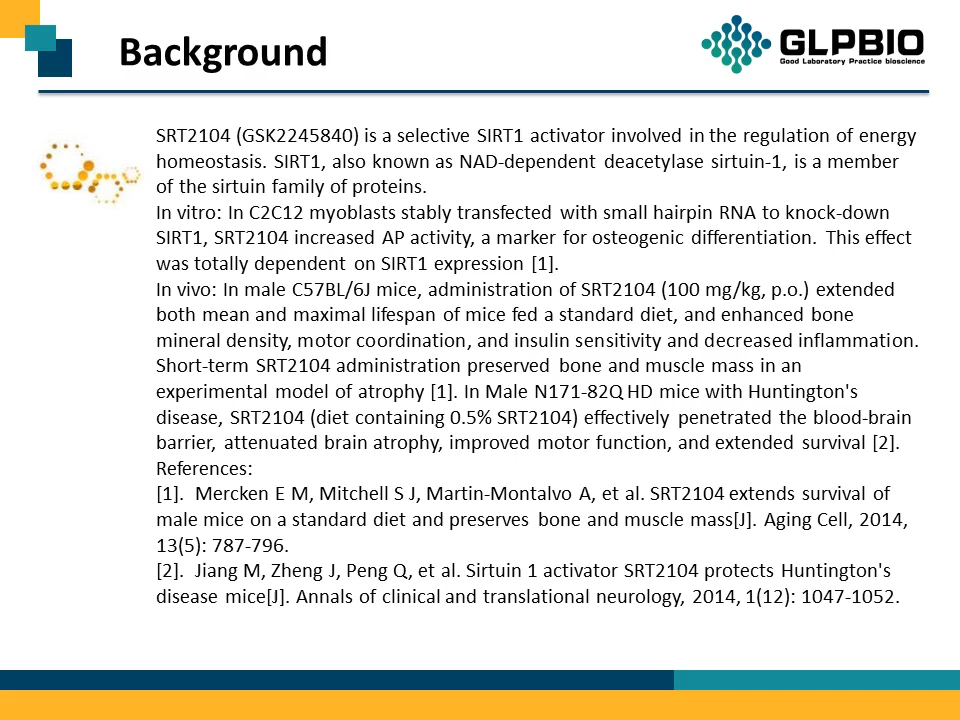 Background
GLPBIO
Good Laboratory Practice bioscience
SRT2104 (GSK2245840) is a selective SIRT1 activator involved in the regulation of energy
homeostasis. SIRT1, also known as NAD-dependent deacetylase sirtuin-1, is a member
of the sirtuin family of proteins.
In vitro: In C2C12 myoblasts stably transfected with small hairpin RNA to knock-down
SIRT1, SRT2104 increased AP activity, a marker for osteogenic differentiation. This effect
was totally dependent on SIRT1 expression [1].
In vivo: In male C57BL/6J mice, administration of SRT2104 (100 mg/kg, p.o.) extended
both mean and maximal lifespan of mice fed a standard diet, and enhanced bone
mineral density, motor coordination, and insulin sensitivity and decreased inflammation.
Short-term SRT2104 administration preserved bone and muscle mass in an
experimental model of atrophy [1]. In Male N171-82Q HD mice with Huntington's
disease, SRT2104 (diet containing 0.5% SRT2104) effectively penetrated the blood-brain
barrier, attenuated brain atrophy, improved motor function, and extended survival [2].
References:
[1]. Mercken E M, Mitchell S J, Martin-Montalvo A, et al. SRT2104 extends survival of
male mice on a standard diet and preserves bone and muscle mass[J]. Aging Cell, 2014,
13(5): 787-796.
[2]. Jiang M, Zheng J, Peng Q, et al. Sirtuin 1 activator SRT2104 protects Huntington's
disease mice[J]. Annals of clinical and translational neurology, 2014, 1(12): 1047-1052.